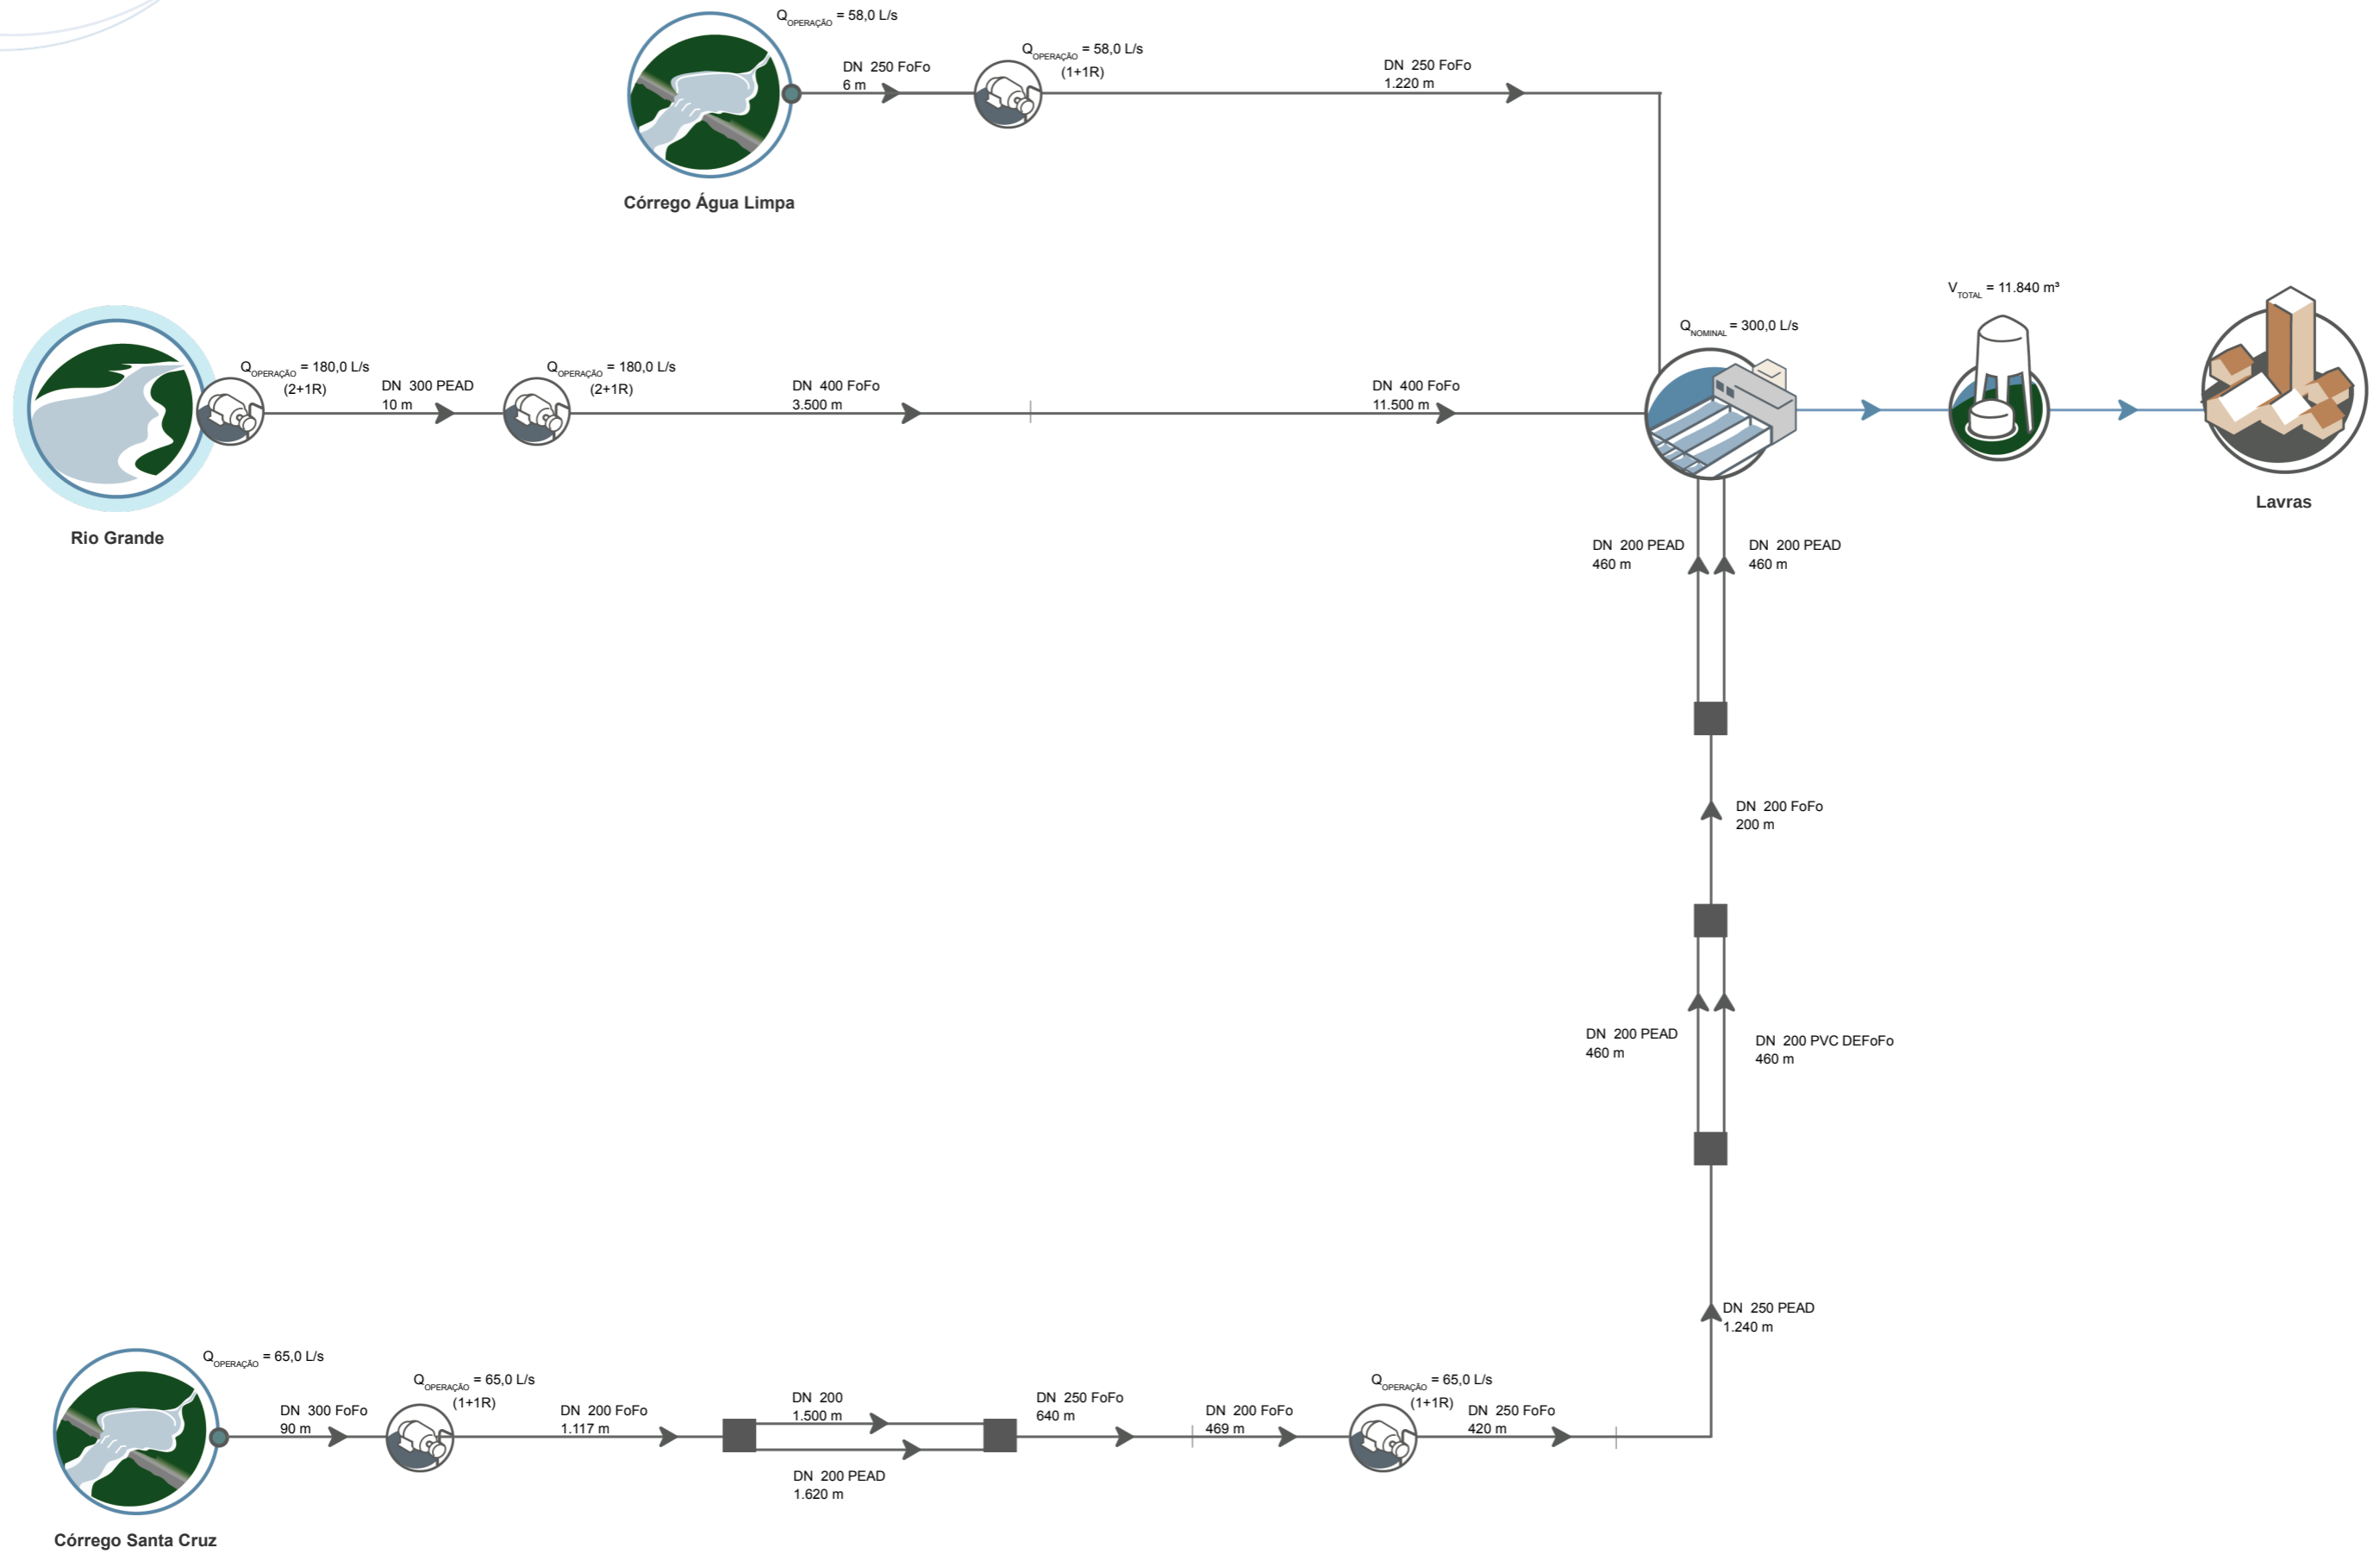 Q OPERAÇÃO = 58,0 L/s
DN 250 FoFo
6 m
Q OPERAÇÃO = 58,0 L/s
(1+1R)
DN 250 FoFo
1.220 m
Córrego Água Limpa
Q OPERAÇÃO = 180,0 L/s
(2+1R)
DN 300 PEAD
10 m
Q OPERAÇÃO = 180,0 L/s
(2+1R)
DN 400 FoFo
3.500 m
DN 400 FoFo
11.500 m
Q NOMINAL = 300,0 L/s
V TOTAL = 11.840 m³
Lavras
Rio Grande
DN 200 PEAD
460 m
DN 200 PEAD
460 m
DN 200 FoFo
200 m
DN 200 PEAD
460 m
DN 200 PVC DEFoFo
460 m
DN 250 PEAD
1.240 m
Q OPERAÇÃO = 65,0 L/s
DN 300 FoFo
90 m
Q OPERAÇÃO = 65,0 L/s
(1+1R)
DN 200 FoFo
1.117 m
DN 200
1.500 m
DN 200 PEAD
1.620 m
DN 250 FoFo
640 m
DN 200 FoFo
469 m
Q OPERAÇÃO = 65,0 L/s
(1+1R)
DN 250 FoFo
420 m
Córrego Santa Cruz